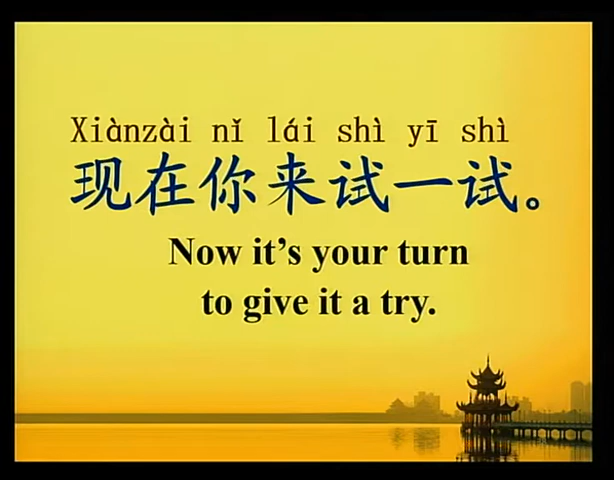 Xiànzài nǐ lái shì yī shì
现在你来试一试。
Now it’s your turn
to give it a try.